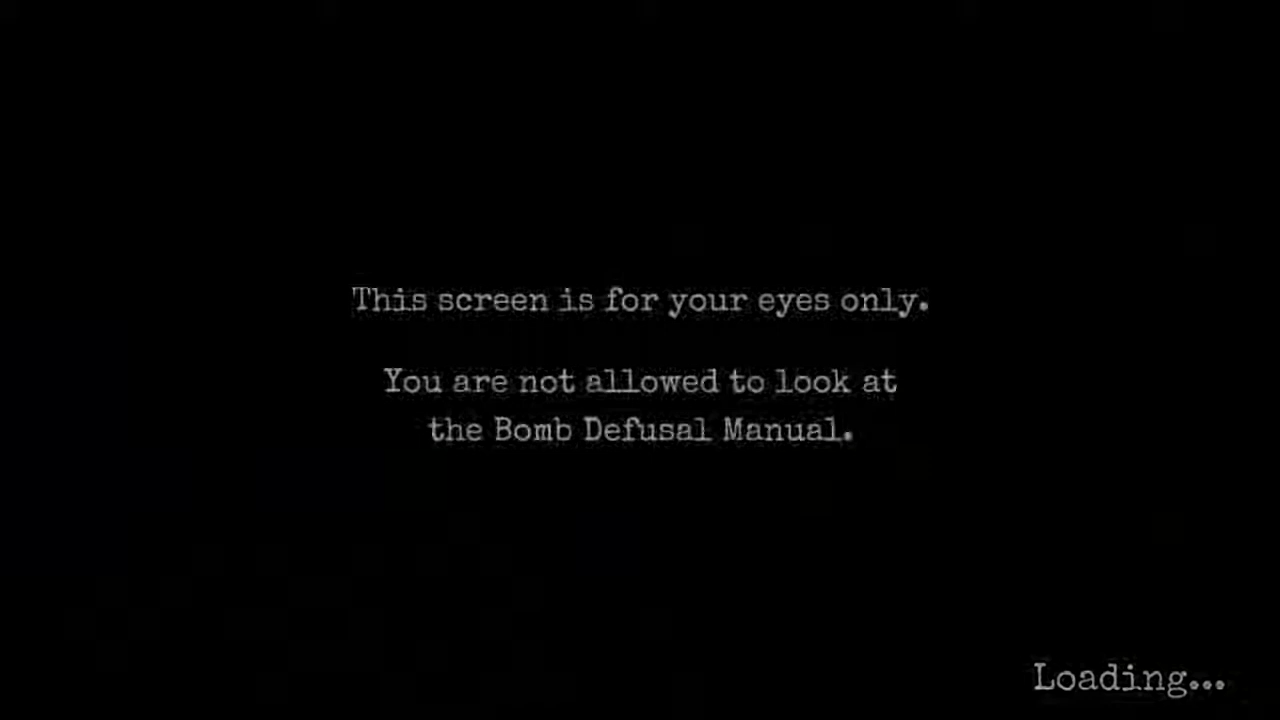 This screen is for your eyes only.
You are not allowed to look at
the Bomb Defusal Manual.
Loading...